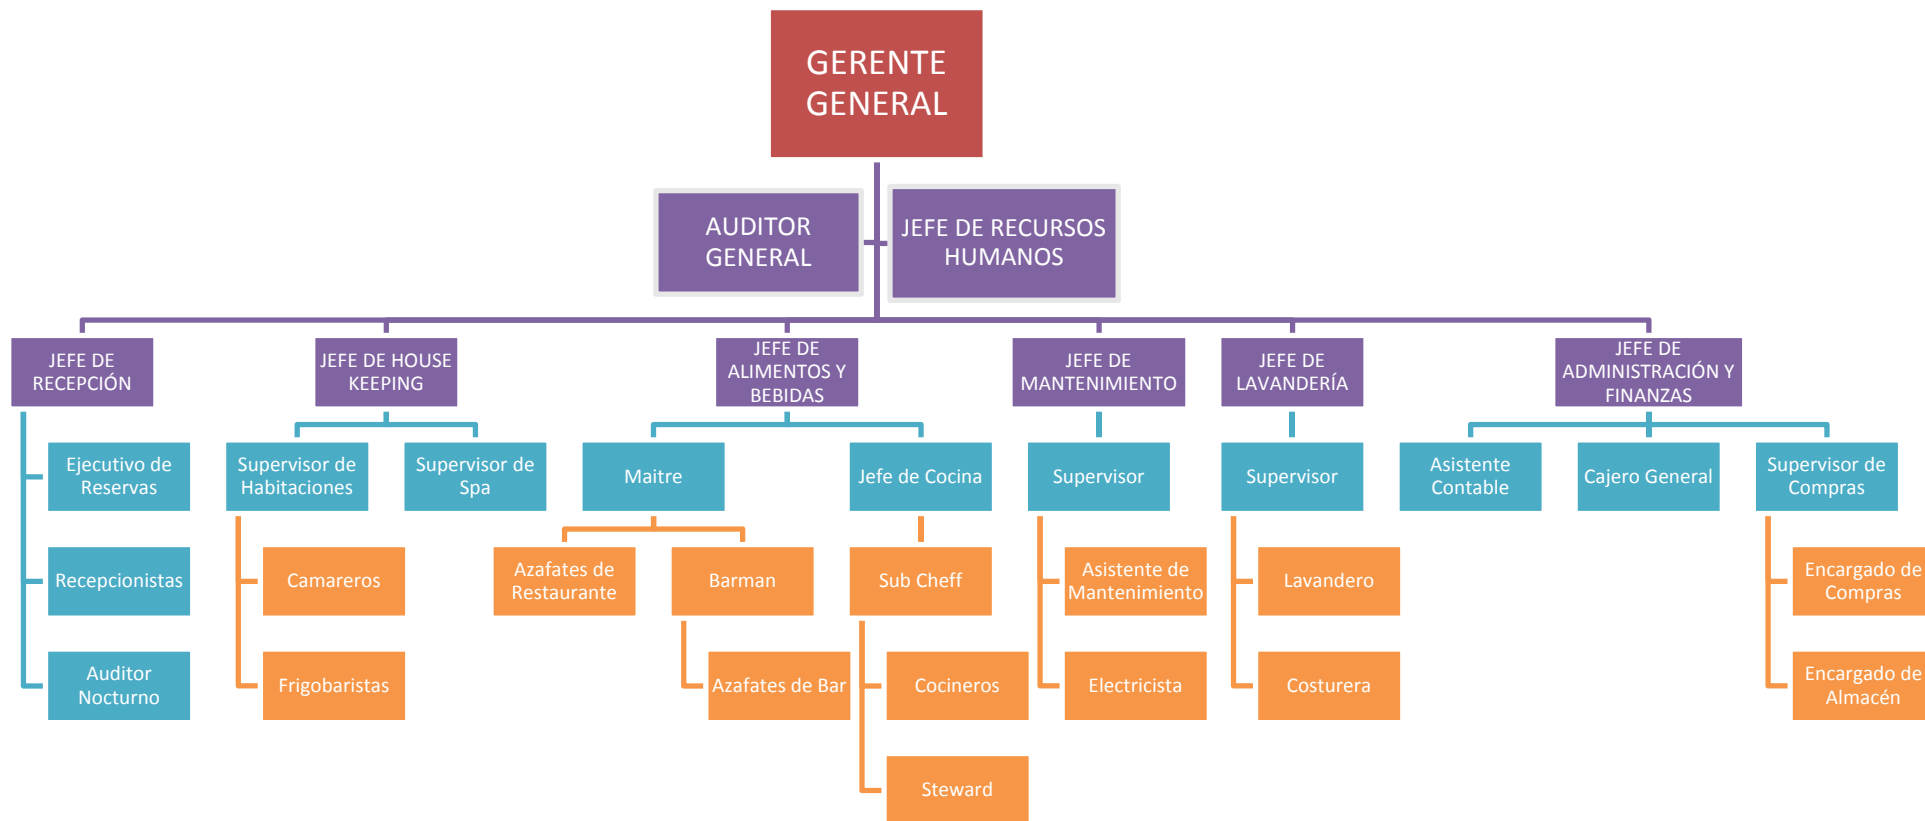 GERENTE
GENERAL
AUDITOR
GENERAL
JEFE DE RECURSOS
HUMANOS
JEFE DE
RECEPCIÓN
JEFE DE HOUSE
KEEPING
JEFE DE
ALIMENTOS Y
BEBIDAS
JEFE DE
MANTENIMIENTO
JEFE DE
LAVANDERÍA
JEFE DE
ADMINISTRACIÓN Y
FINANZAS
Ejecutivo de
Reservas
Supervisor de
Habitaciones
Supervisor de
Spa
Maitre
Jefe de Cocina
Supervisor
Supervisor
Asistente
Contable
Cajero General
Supervisor de
Compras
Recepcionistas
Camareros
Azafates de
Restaurante
Barman
Sub Cheff
Asistente de
Mantenimiento
Lavandero
Encargado de
Compras
Auditor
Nocturno
Frigobaristas
Azafates de Bar
Cocineros
Electricista
Costurera
Encargado de
Almacén
Steward